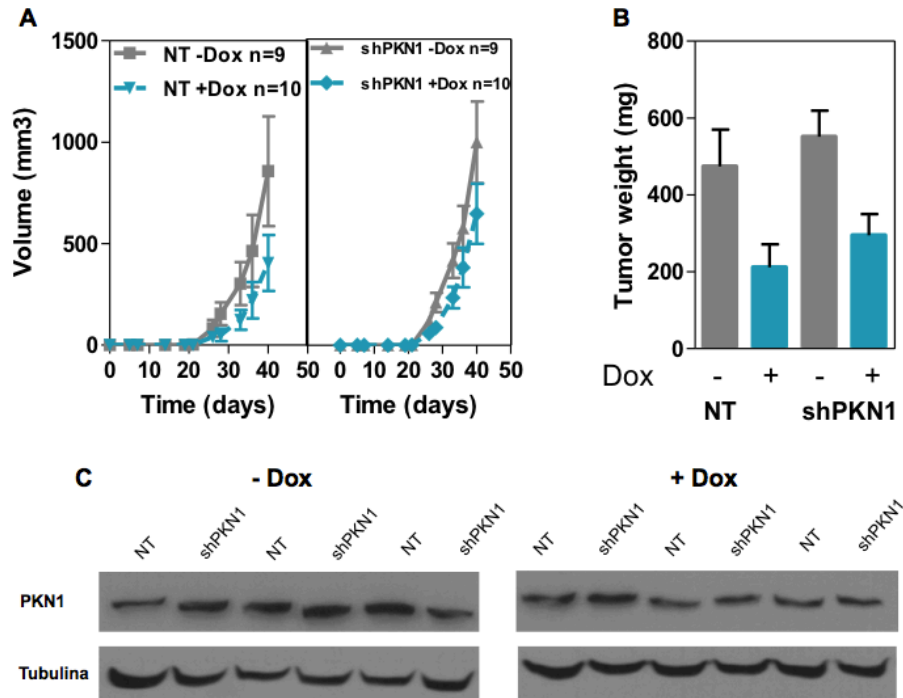 A
B
1500
1000
500
0
Volume (mm3)
NT -Dox n=9
NT +Dox n=10
shPKN1 -Dox n=9
shPKN1 +Dox n=10
0 10 20 30 40 50
0 10 20 30 40 50
Time (days)
Time (days)
800
600
400
200
0
Tumor weight (mg)
Dox - + - +
NT shPKN1
C
- Dox + Dox
NT shPKN1 NT shPKN1 NT shPKN1 NT shPKN1 NT shPKN1 NT shPKN1
PKN1
Tubulina